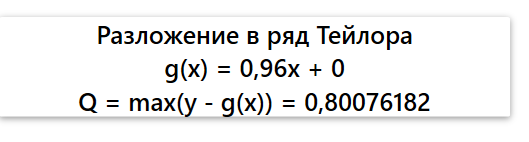 Разложение в ряд Тейлора
g(x) = 0,96x + 0
Q = max(y - g(x)) = 0,80076182